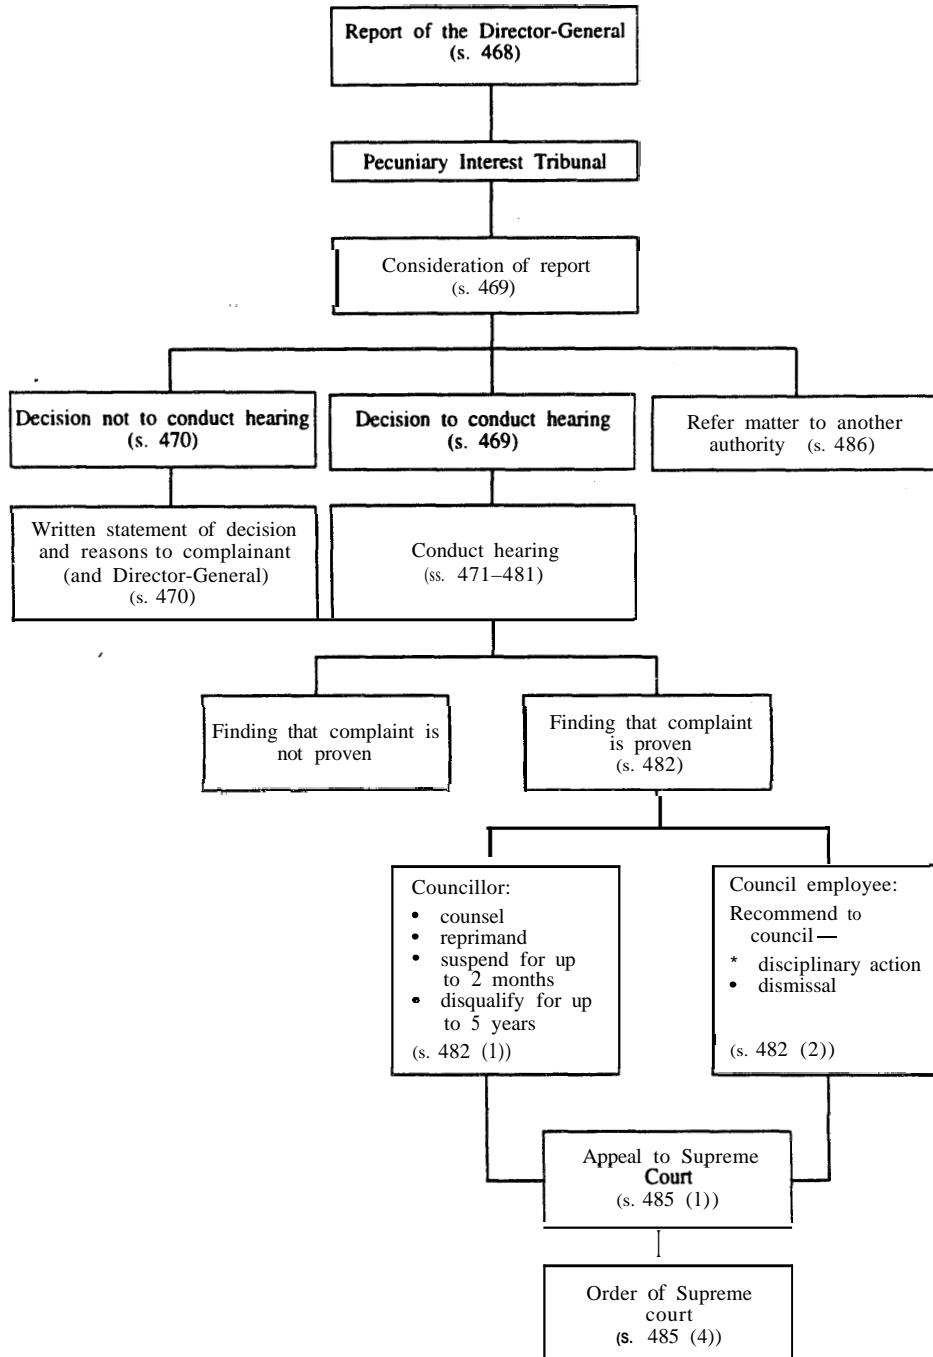 Report of the Director-General
(s. 468)
Pecuniary Interest Tribunal
Consideration of report
(s. 469)
Decision not to conduct hearing
(s. 470)
Decision to conduct hearing
(s. 469)
Refer matter to another
authority (s. 486)
Written statement of decision
and reasons to complainant
(and Director-General)
(s. 470)
Conduct hearing
(ss. 471–481)
Finding that complaint is
not proven
Finding that complaint
is proven
(s. 482)
Councillor:
• counsel
• reprimand
• suspend for up
to 2 months
• disqualify for up
to 5 years
(s. 482 (1))
Council employee:
Recommend to
council —
* disciplinary action
• dismissal
(s. 482 (2))
Appeal to Supreme
Court
(s. 485 (1))
Order of Supreme
court
(s. 485 (4))